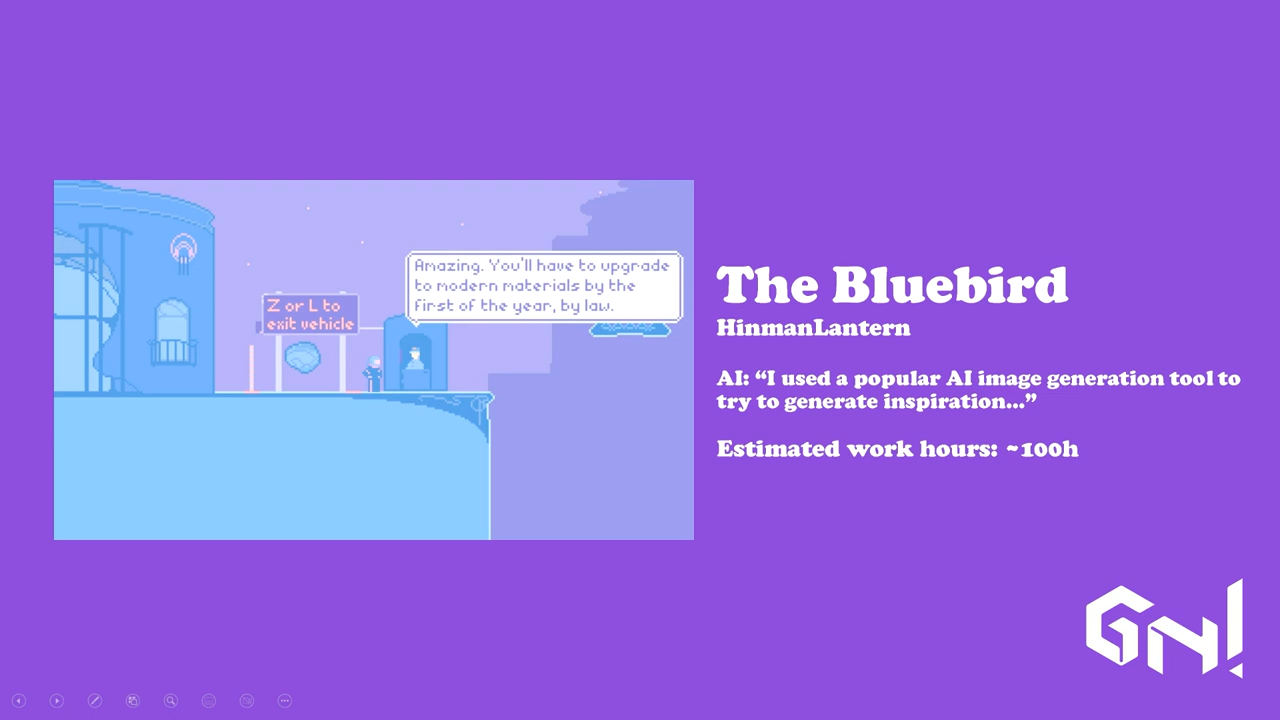 Amazing. You'll have to upgrade
to modern materials by the
first of the year, by law.
Z or L to
exit vehicle
The Bluebird
HinmanLantern
AI: “I used a popular AI image generation tool to
try to generate inspiration...”
Estimated work hours: ~100h
GN!